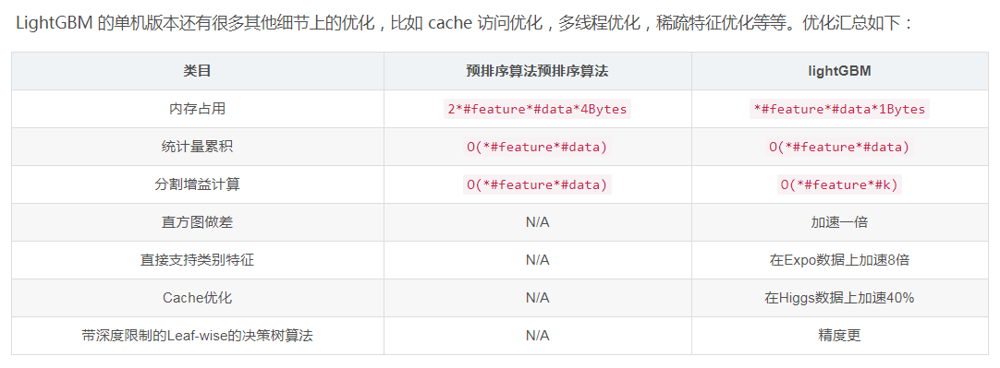 LightGBM 的单机版本还有很多其他细节上的优化，比如 cache 访问优化，多线程优化，稀疏特征优化等等。优化汇总如下：
类目 预排序算法预排序算法 lightGBM
内存占用 2*#feature*#data*4Bytes *#feature*#data*1Bytes
统计量累积 O(*#feature*#data) O(*#feature*#data)
分割增益计算 O(*#feature*#data) O(*#feature*#k)
直方图做差 N/A 加速一倍
直接支持类别特征 N/A 在Expo数据上加速8倍
Cache优化 N/A 在Higgs数据上加速40%
带深度限制的Leaf-wise的决策树算法 N/A 精度更